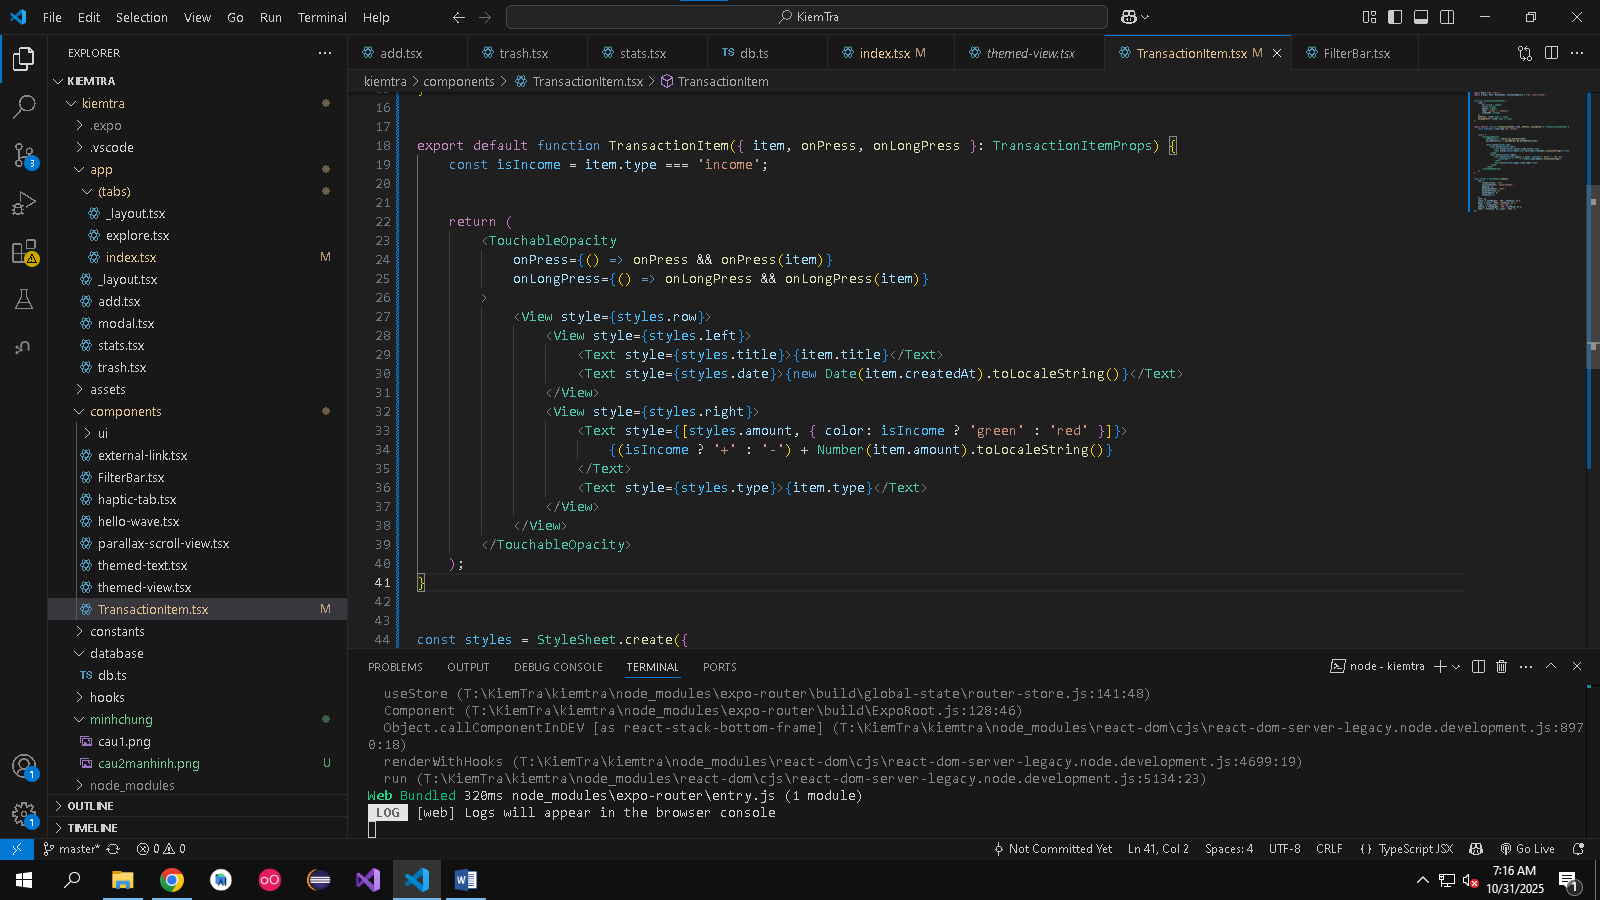 File Edit Selection View Go Run Terminal Help
KiemTra
EXPLORER
add.tsx trash.tsx stats.tsx TS db.ts index.tsx M themed-view.tsx TransactionItem.tsx M FilterBar.tsx
kiemtra > components > TransactionItem.tsx > TransactionItem
KIEMTRA
kiemtra
.expo
.vscode
app
(tabs)
_layout.tsx
explore.tsx
index.tsx M
_layout.tsx
add.tsx
modal.tsx
stats.tsx
trash.tsx
assets
components
ui
external-link.tsx
FilterBar.tsx
haptic-tab.tsx
hello-wave.tsx
parallax-scroll-view.tsx
themed-text.tsx
themed-view.tsx
TransactionItem.tsx M
constants
database
TS db.ts
hooks
minhchung
cau1.png
cau2manhinh.png U
node_modules
OUTLINE
TIMELINE
3
1
1
16
17
18 export default function TransactionItem({ item, onPress, onLongPress }: TransactionItemProps) {
19 const isIncome = item.type === 'income';
20
21
22 return (
23 <TouchableOpacity
24 onPress={() => onPress && onPress(item)}
25 onLongPress={() => onLongPress && onLongPress(item)}
26 >
27 <View style={styles.row}>
28 <View style={styles.left}>
29 <Text style={styles.title}>{item.title}</Text>
30 <Text style={styles.date}>{new Date(item.createdAt).toLocaleString()}</Text>
31 </View>
32 <View style={styles.right}>
33 <Text style={[styles.amount, { color: isIncome ? 'green' : 'red' }]}>
34 {(isIncome ? '+' : '-') + Number(item.amount).toLocaleString()}
35 </Text>
36 <Text style={styles.type}>{item.type}</Text>
37 </View>
38 </View>
39 </TouchableOpacity>
40 );
41 }
42
43
44 const styles = StyleSheet.create({
PROBLEMS OUTPUT DEBUG CONSOLE TERMINAL PORTS
node - kiemtra
useStore (T:\KiemTra\kiemtra\node_modules\expo-router\build\global-state\router-store.js:141:48)
Component (T:\KiemTra\kiemtra\node_modules\expo-router\build\ExpoRoot.js:128:46)
Object.callComponentInDEV [as react-stack-bottom-frame] (T:\KiemTra\kiemtra\node_modules\react-dom\cjs\react-dom-server-legacy.node.development.js:897
0:18)
renderWithHooks (T:\KiemTra\kiemtra\node_modules\react-dom\cjs\react-dom-server-legacy.node.development.js:4699:19)
run (T:\KiemTra\kiemtra\node_modules\react-dom\cjs\react-dom-server-legacy.node.development.js:5134:23)
Web Bundled 320ms node_modules\expo-router\entry.js (1 module)
LOG [web] Logs will appear in the browser console
master* 0 0 Not Committed Yet Ln 41, Col 2 Spaces: 4 UTF-8 CRLF {} TypeScript JSX Go Live
7:16 AM
10/31/2025
1